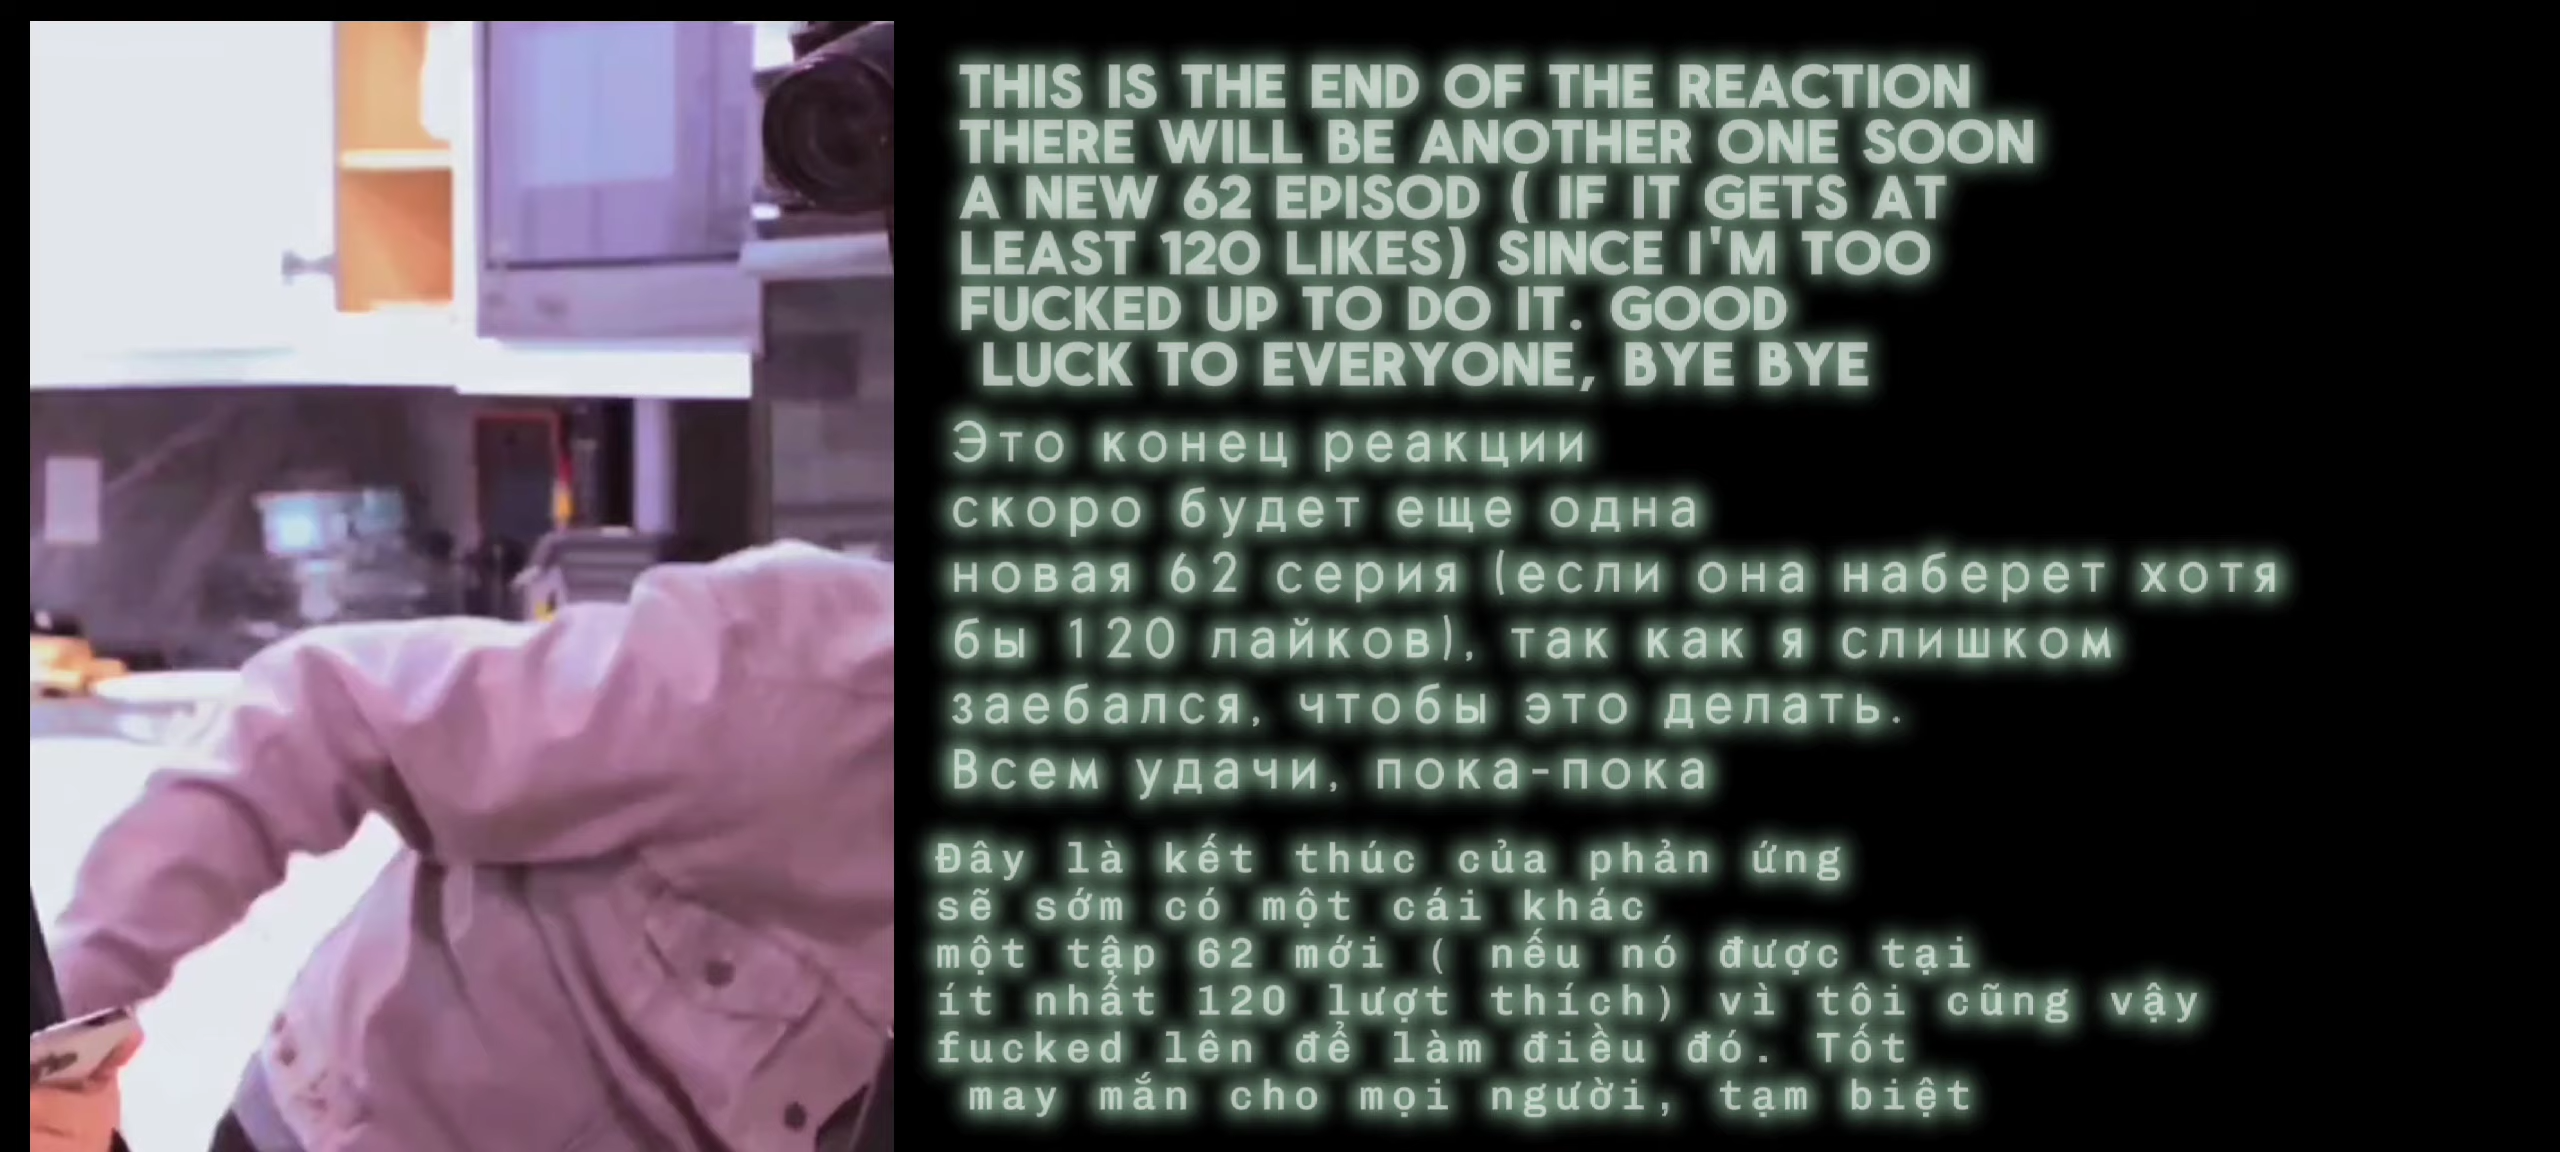 THIS IS THE END OF THE REACTION
THERE WILL BE ANOTHER ONE SOON
A NEW 62 EPISOD ( IF IT GETS AT
LEAST 120 LIKES) SINCE I'M TOO
FUCKED UP TO DO IT. GOOD
LUCK TO EVERYONE, BYE BYE
Это конец реакции
скоро будет еще одна
новая 62 серия (если она наберет хотя
бы 120 лайков), так как я слишком
заебался, чтобы это делать.
Всем удачи, пока-пока
Đây là kết thúc của phản ứng
sẽ sớm có một cái khác
một tập 62 mới ( nếu nó được tại
ít nhất 120 lượt thích) vì tôi cũng vậy
fucked lên để làm điều đó. Tốt
may mắn cho mọi người, tạm biệt